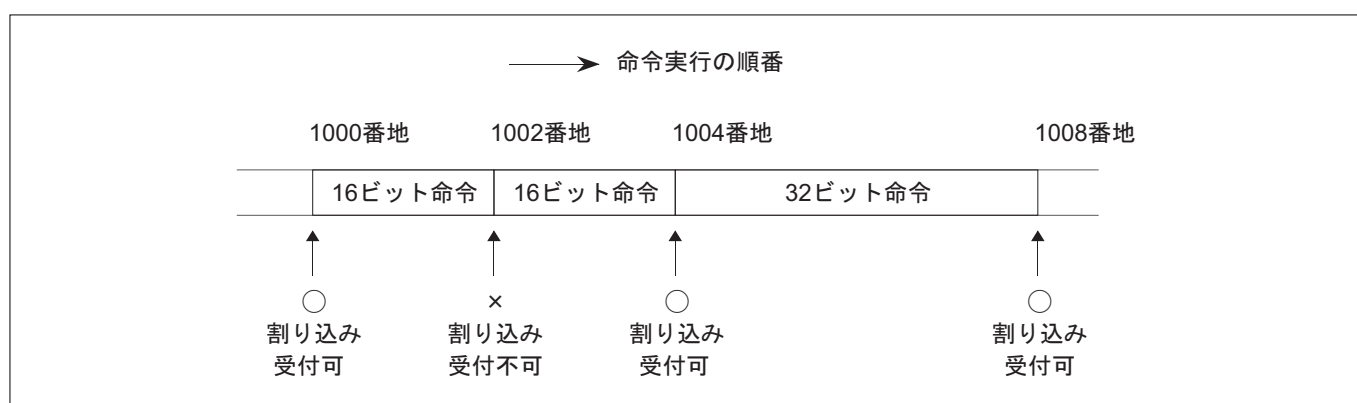 命令実行の順番
1000番地 1002番地 1004番地 1008番地
16ビット命令 16ビット命令 32ビット命令
○ × ○ ○
割り込み 割り込み 割り込み 割り込み
受付可 受付不可 受付可 受付可